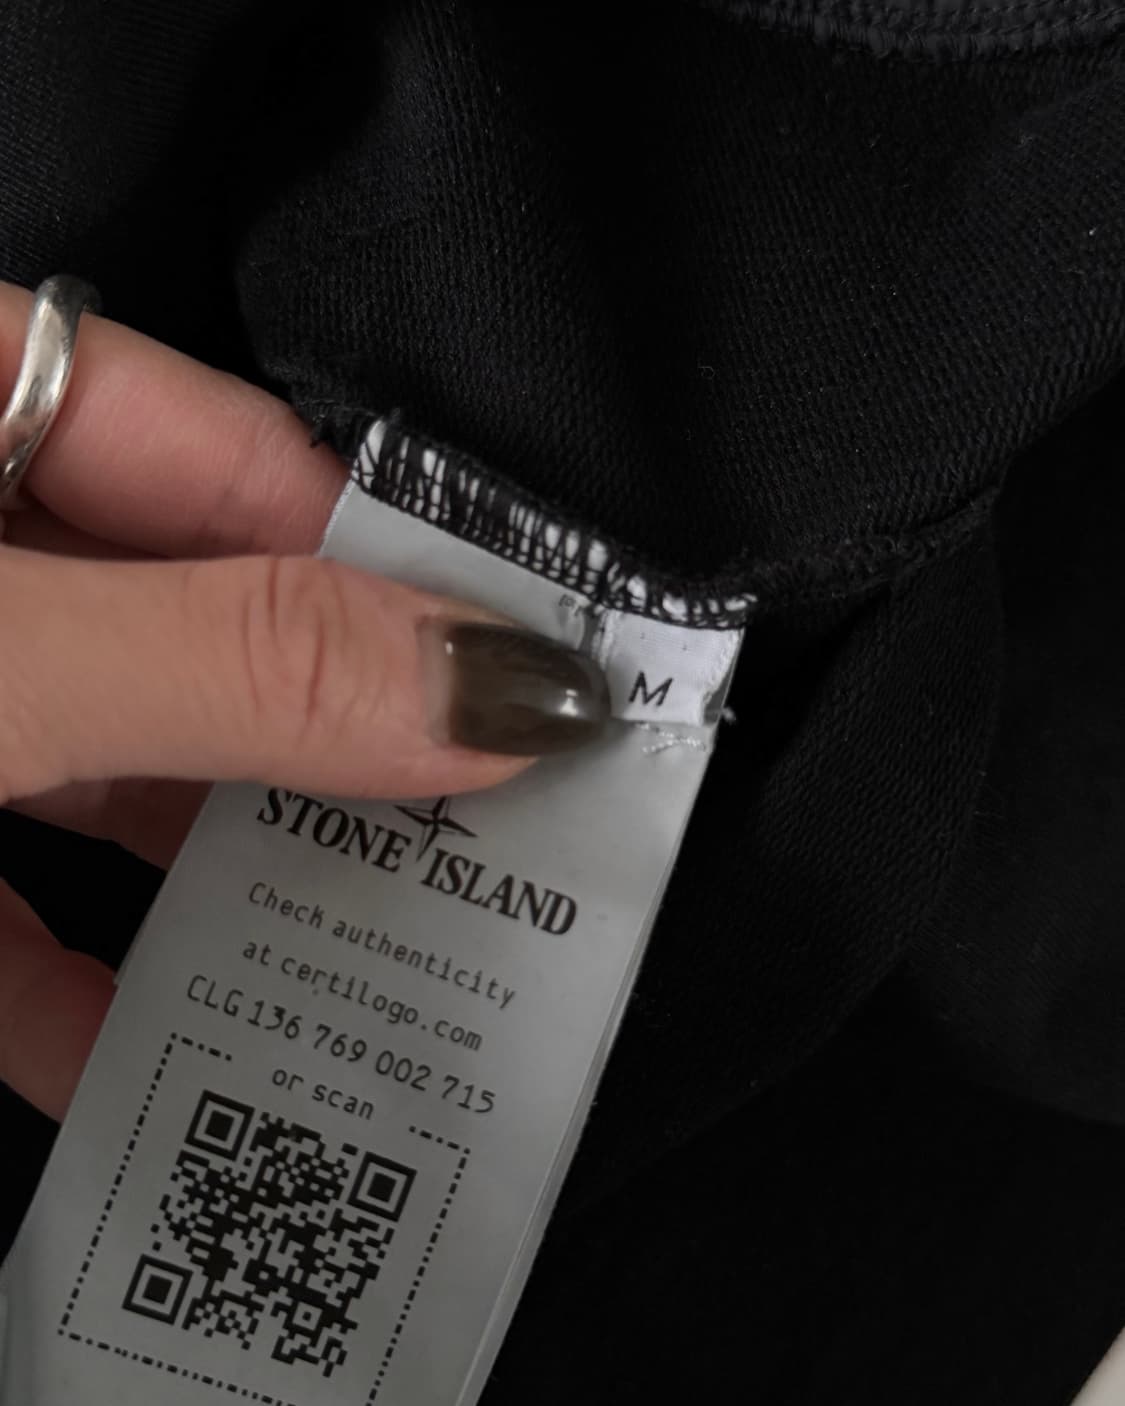 M
STONE ISLAND
Check authenticity
at certilogo.com
CLG 136 769 002 715
or scan